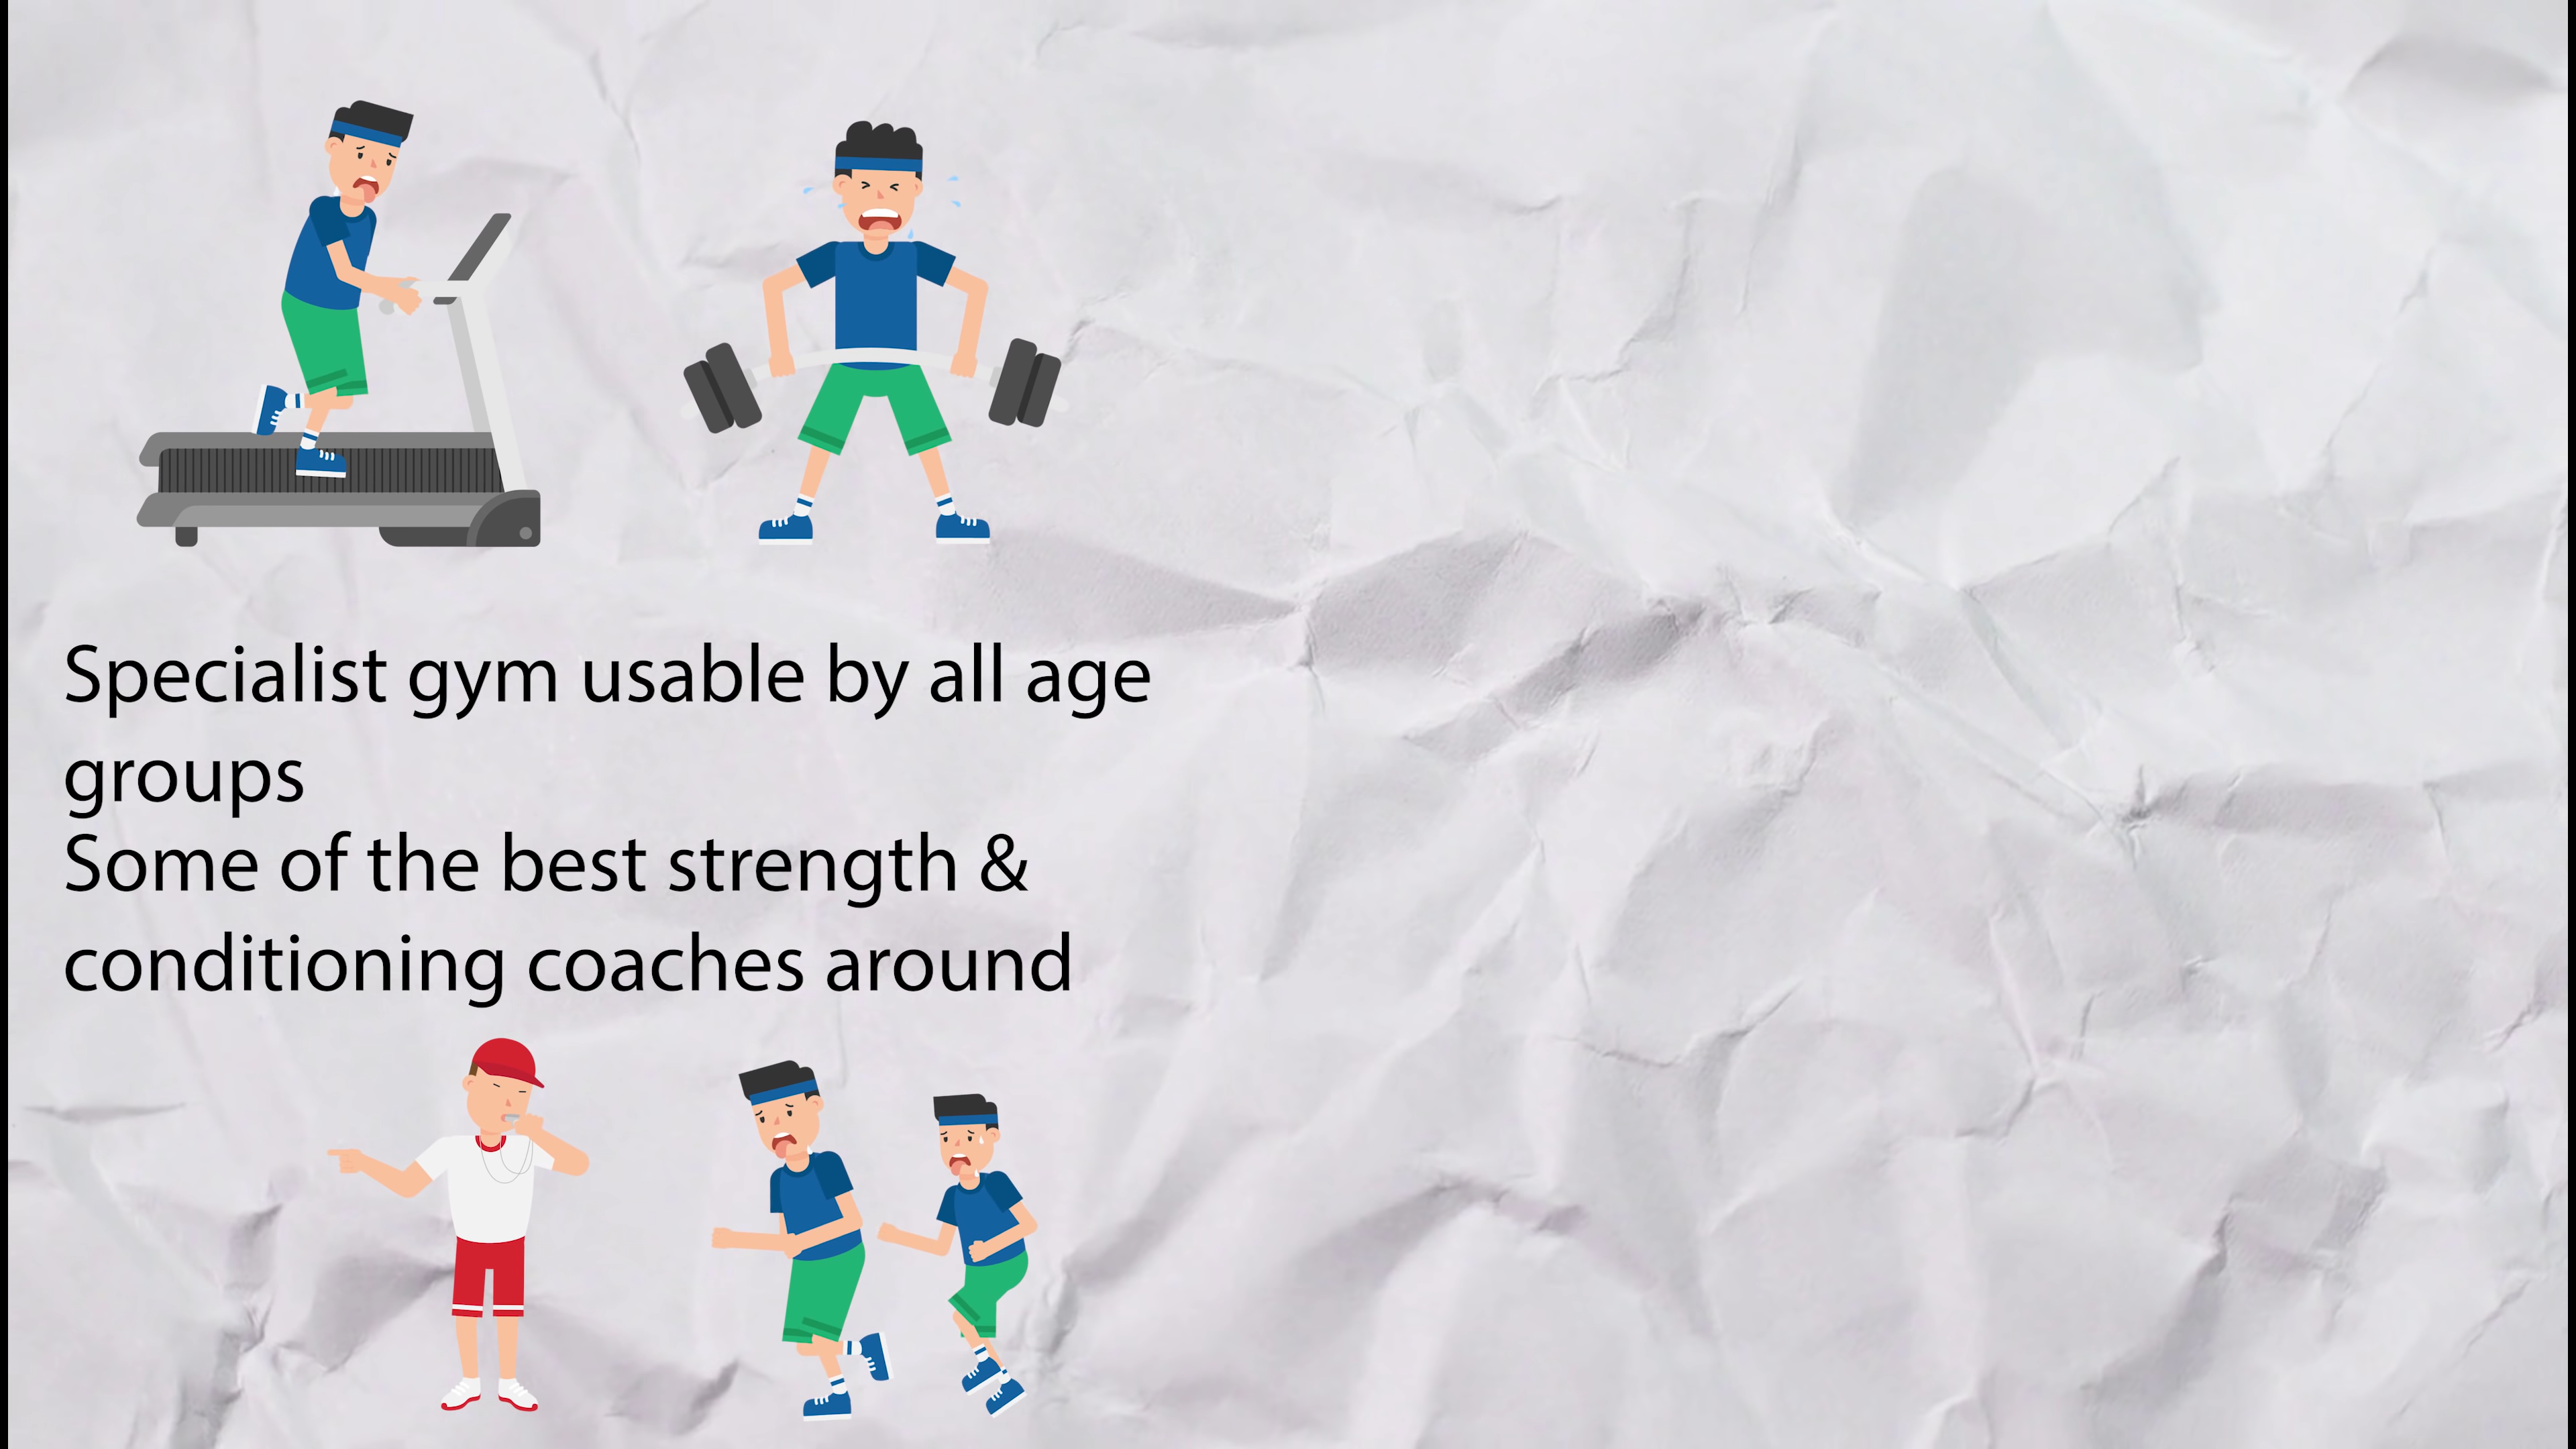 Specialist gym usable by all age
groups
Some of the best strength &
conditioning coaches around